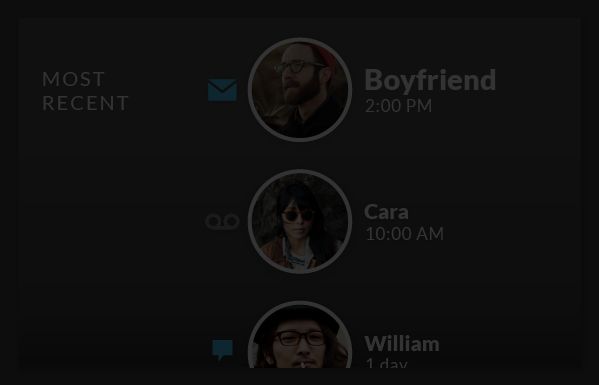 MOST
RECENT
Boyfriend
2:00 PM
Cara
10:00 AM
William
1 day